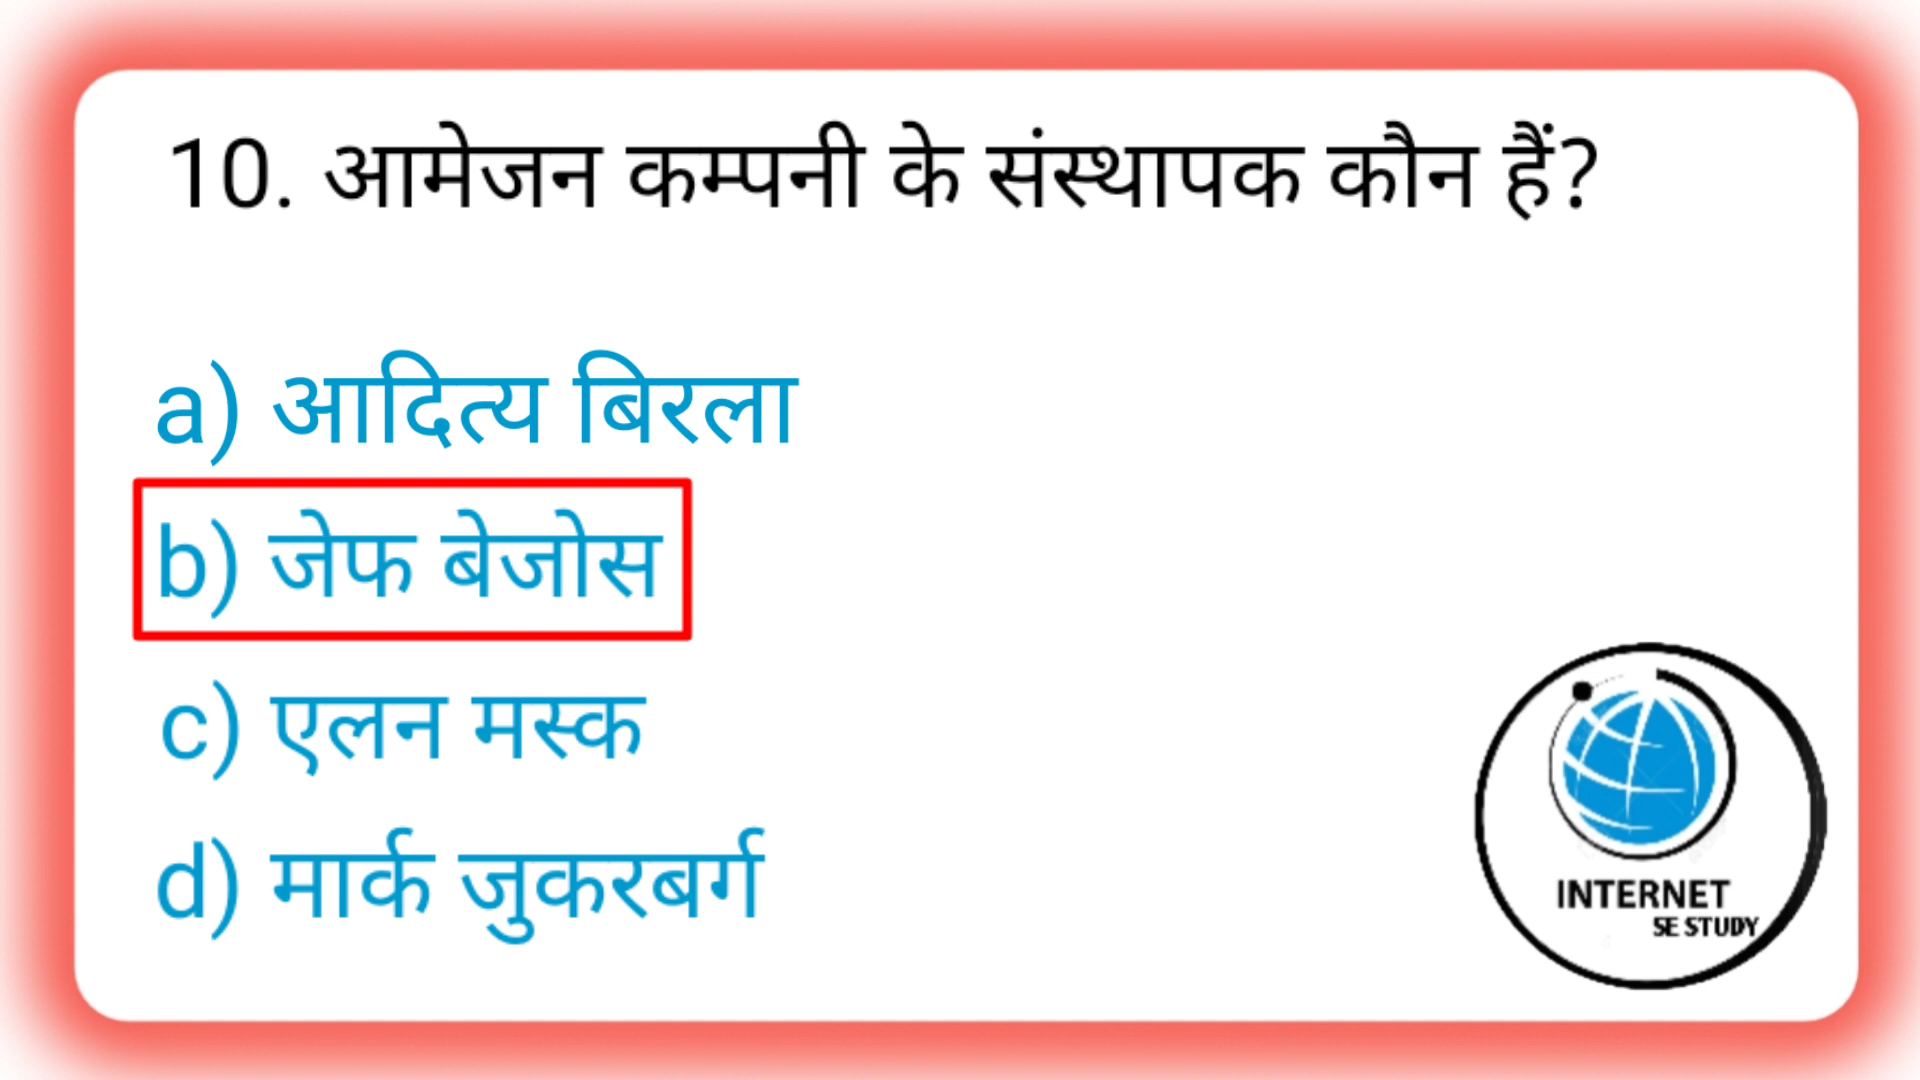 10. आमेजन कम्पनी के संस्थापक कौन हैं?
a) आदित्य बिरला
b) जेफ बेजोस
c) एलन मस्क
d) मार्क जुकरबर्ग
INTERNET
SE STUDY